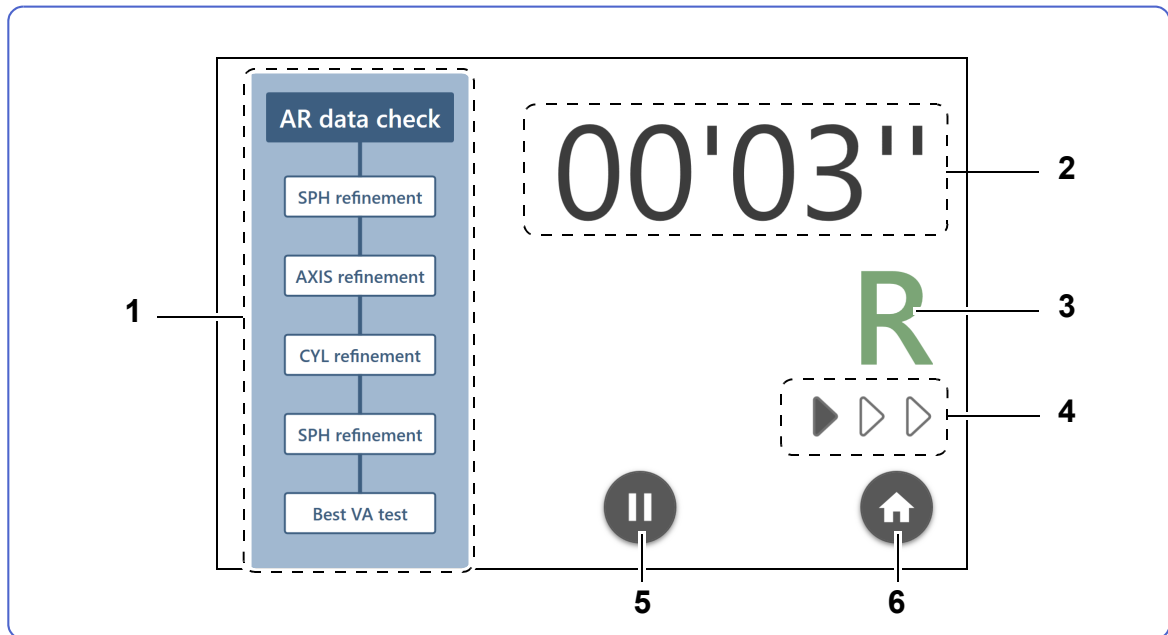 AR data check
SPH refinement
AXIS refinement
CYL refinement
SPH refinement
Best VA test
00'03''
R
1
2
3
4
5
6